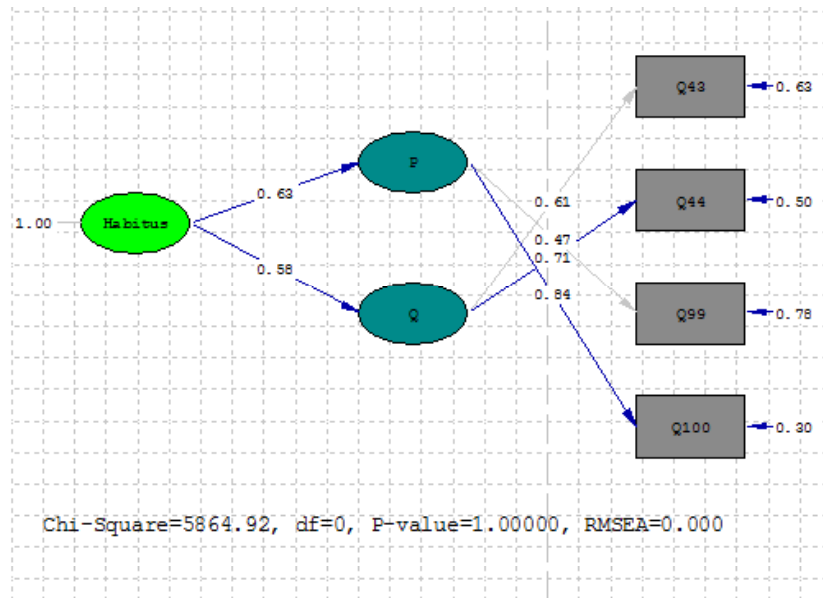 Q43
0.63
P
0.63
0.61
Q44
0.50
1.00
Habitus
0.47
0.71
0.58
0.84
Q
Q99
0.78
Q100
0.30
Chi-Square=5864.92, df=0, P-value=1.00000, RMSEA=0.000